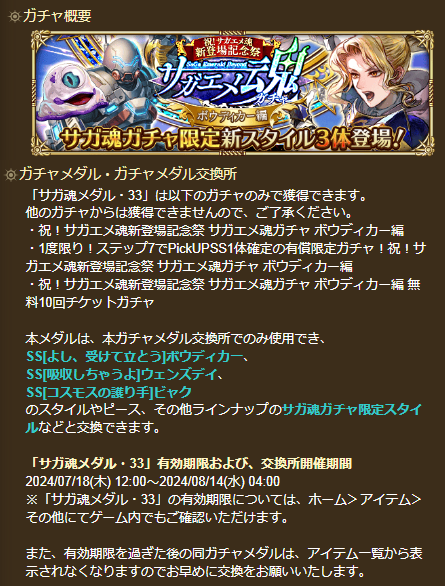 ガチャ概要
祝!サガエメ魂
新登場記念祭
SaGa Emerald Beyond
サガエメ魂
ガチャ
ボウディカー編
サガ魂ガチャ限定新スタイル3体登場!
ガチャメダル・ガチャメダル交換所
「サガ魂メダル・33」は以下のガチャのみで獲得できます。
他のガチャからは獲得できませんので、ご了承ください。
・祝!サガエメ魂新登場記念祭 サガエメ魂ガチャ ボウディカー編
・1度限り!ステップ7でPickUPSS1体確定の有償限定ガチャ!祝!サ
ガエメ魂新登場記念祭 サガエメ魂ガチャ ボウディカー編
・祝!サガエメ魂新登場記念祭 サガエメ魂ガチャ ボウディカー編 無
料10回チケットガチャ
本メダルは、本ガチャメダル交換所でのみ使用でき、
SS[よし、受けて立とう]ボウディカー、
SS[吸収しちゃうよ]ウェンズデイ、
SS[コスモスの護り手]ビャク
のスタイルやピース、その他ラインナップのサガ魂ガチャ限定スタイ
ルなどと交換できます。
「サガ魂メダル・33」有効期限および、交換所開催期間
2024/07/18(木) 12:00~2024/08/14(水) 04:00
※「サガ魂メダル・33」の有効期限については、ホーム>アイテム>
その他にてゲーム内でもご確認いただけます。
また、有効期限を過ぎた後の同ガチャメダルは、アイテム一覧から表
示されなくなりますのでお早めに交換をお願いいたします。